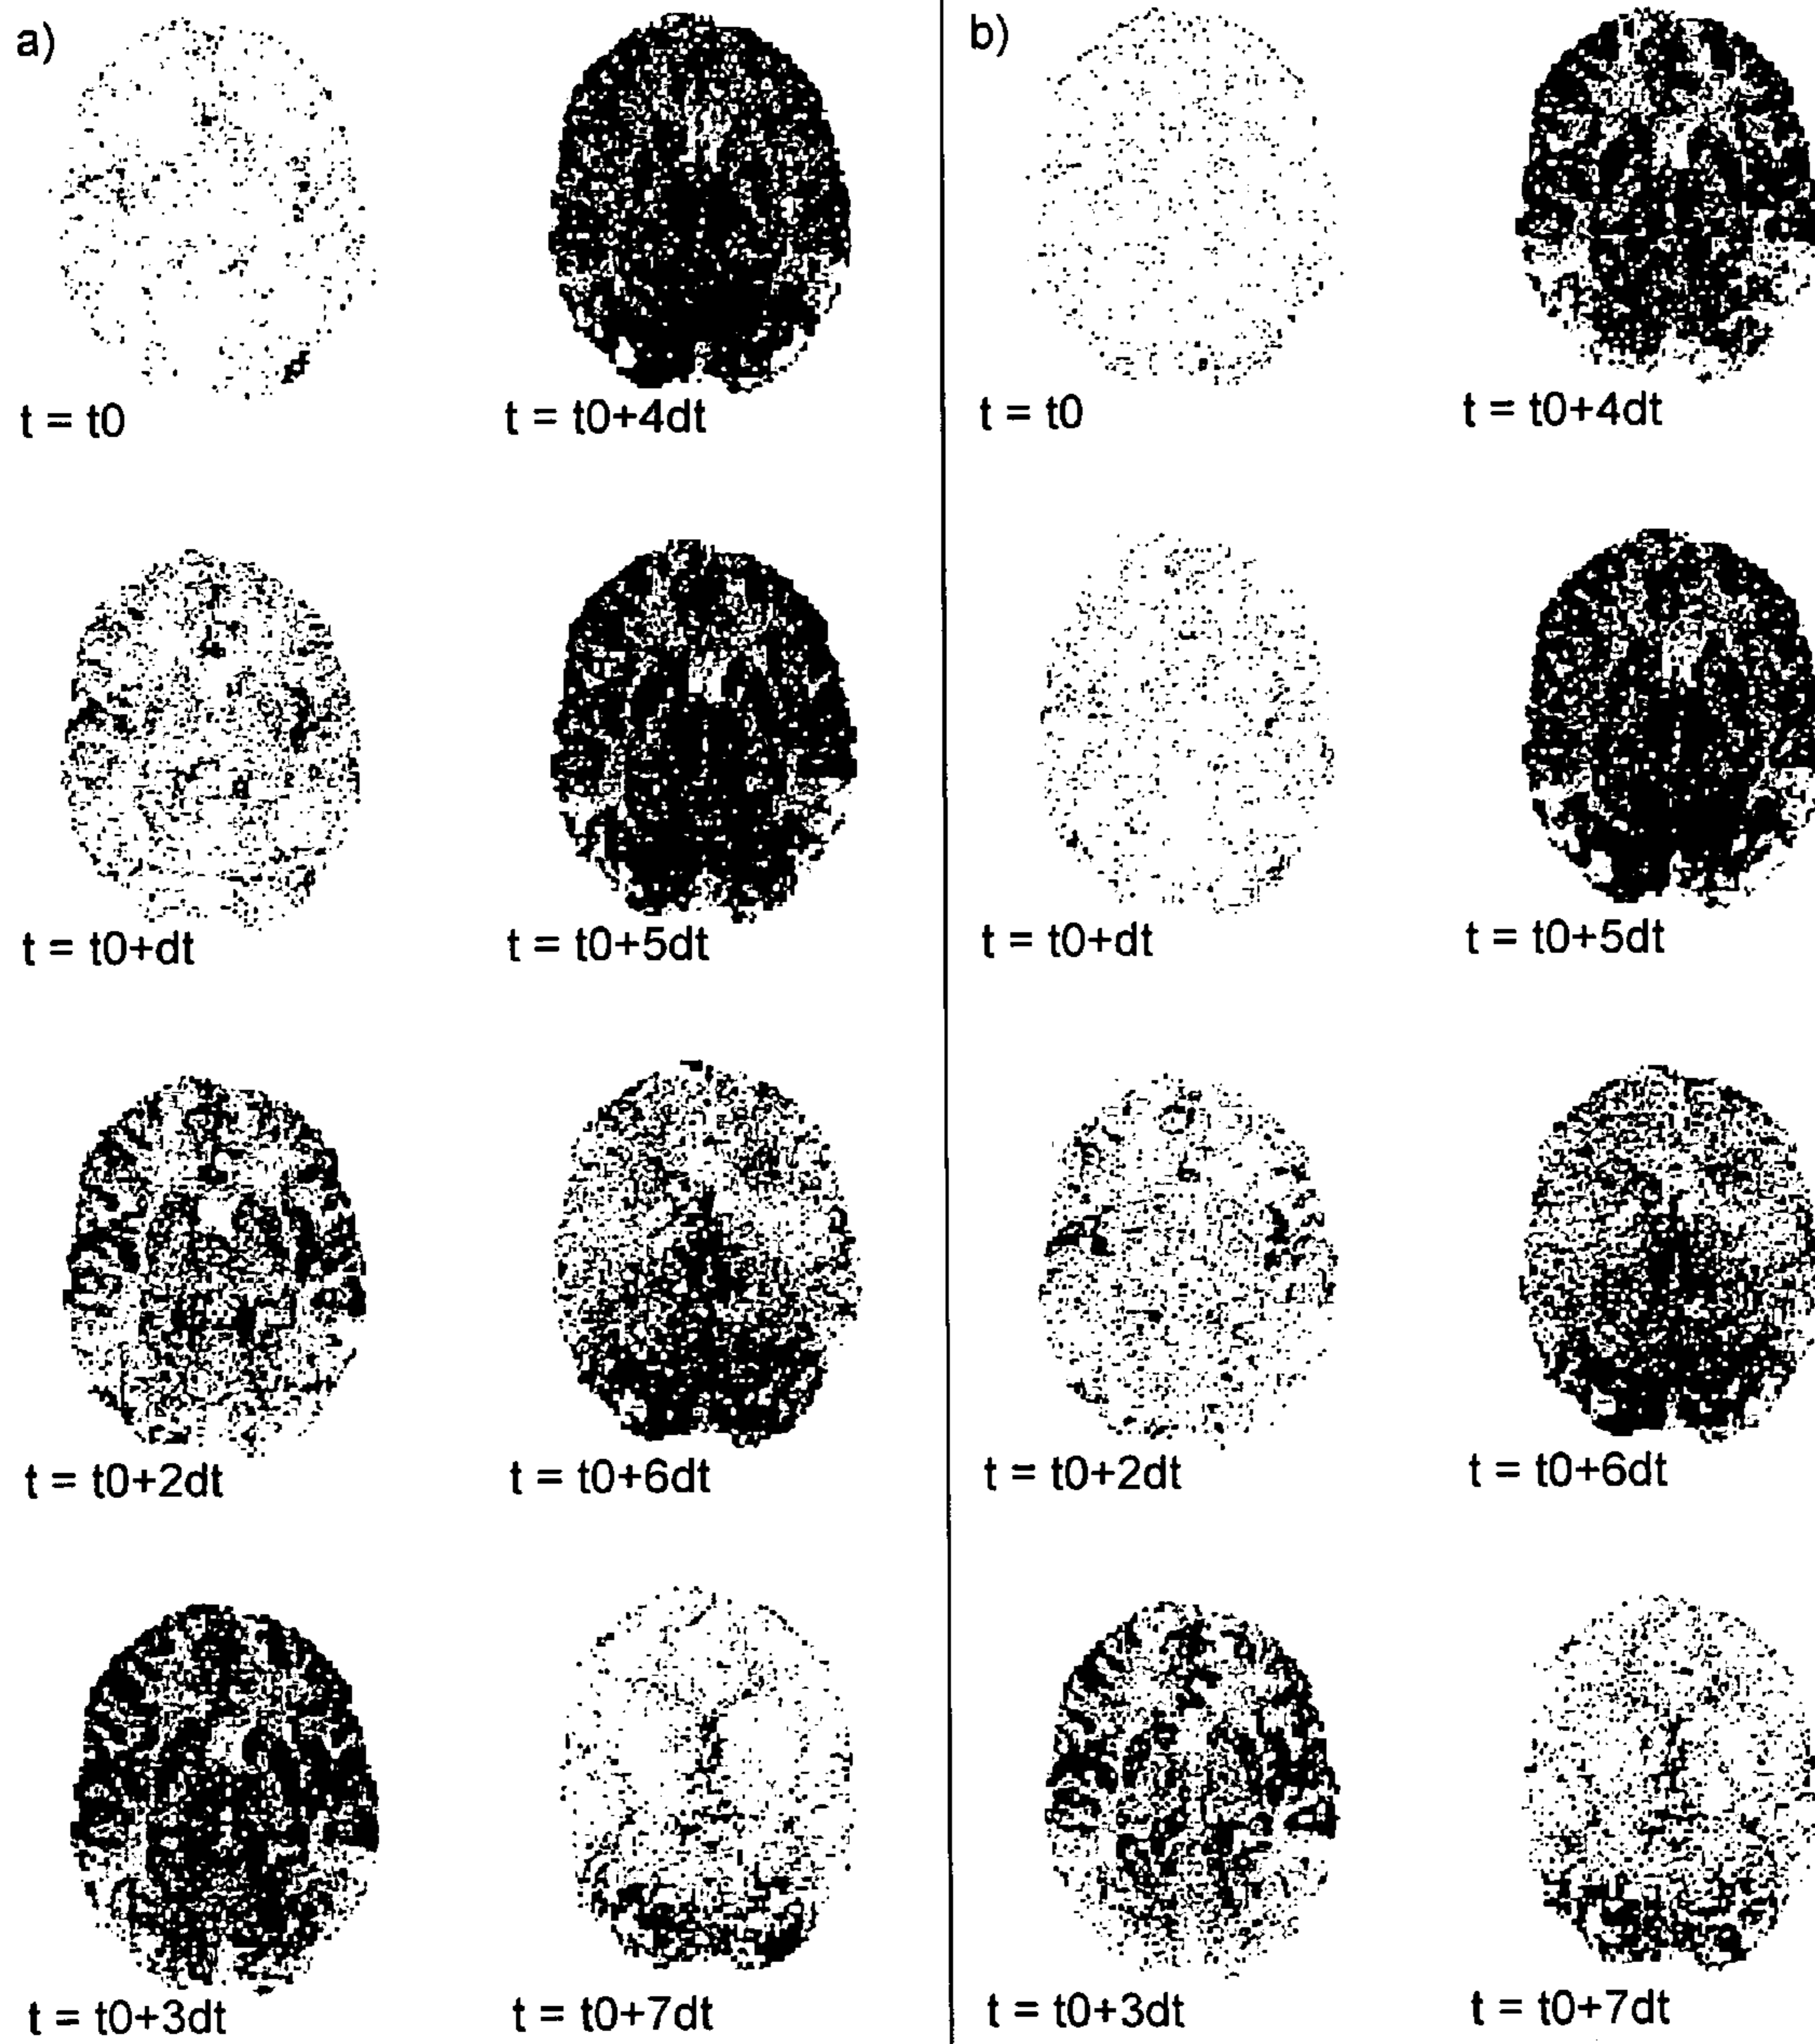 a)
t = t0
t = t0+4dt
t = t0+dt
t = t0+5dt
t = t0+2dt
t = t0+6dt
t = t0+3dt
t = t0+7dt
b)
t = t0
t = t0+4dt
t = t0+dt
t = t0+5dt
t = t0+2dt
t = t0+6dt
t = t0+3dt
t = t0+7dt